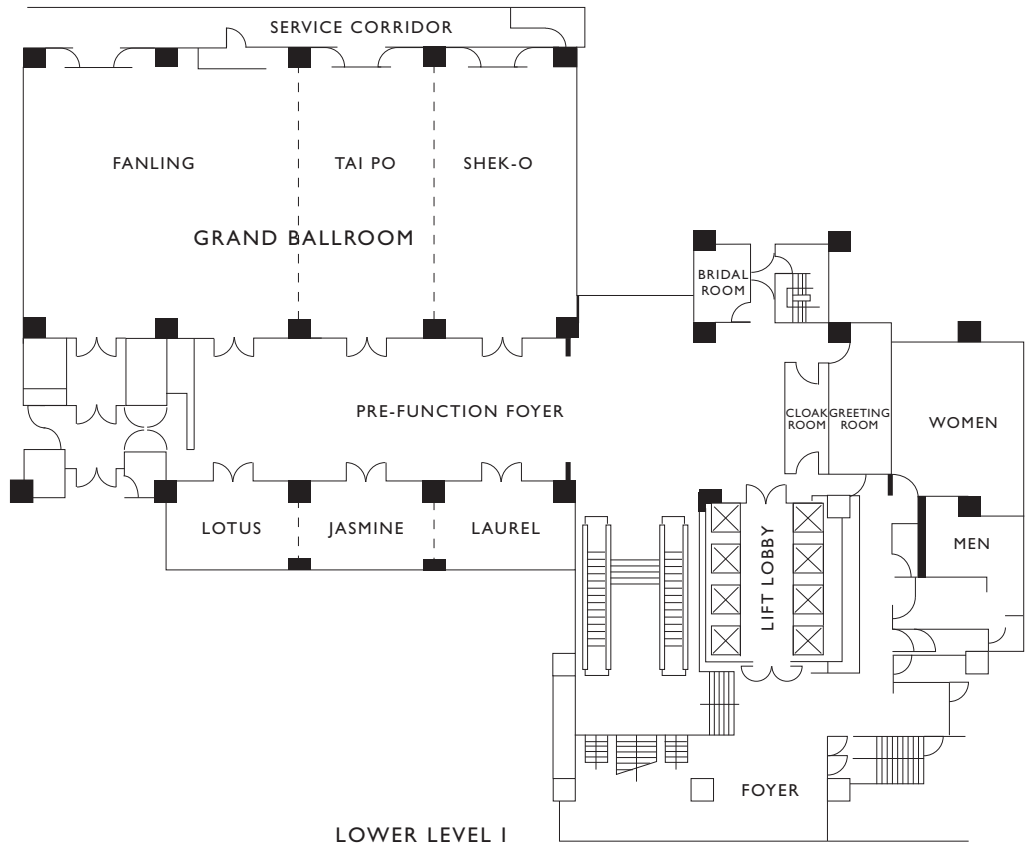 SERVICE CORRIDOR
FANLING
TAI PO
SHEK-O
GRAND BALLROOM
BRIDAL
ROOM
PRE-FUNCTION FOYER
CLOAK
ROOM
GREETING
ROOM
WOMEN
LOTUS
JASMINE
LAUREL
LIFT LOBBY
MEN
FOYER
LOWER LEVEL I